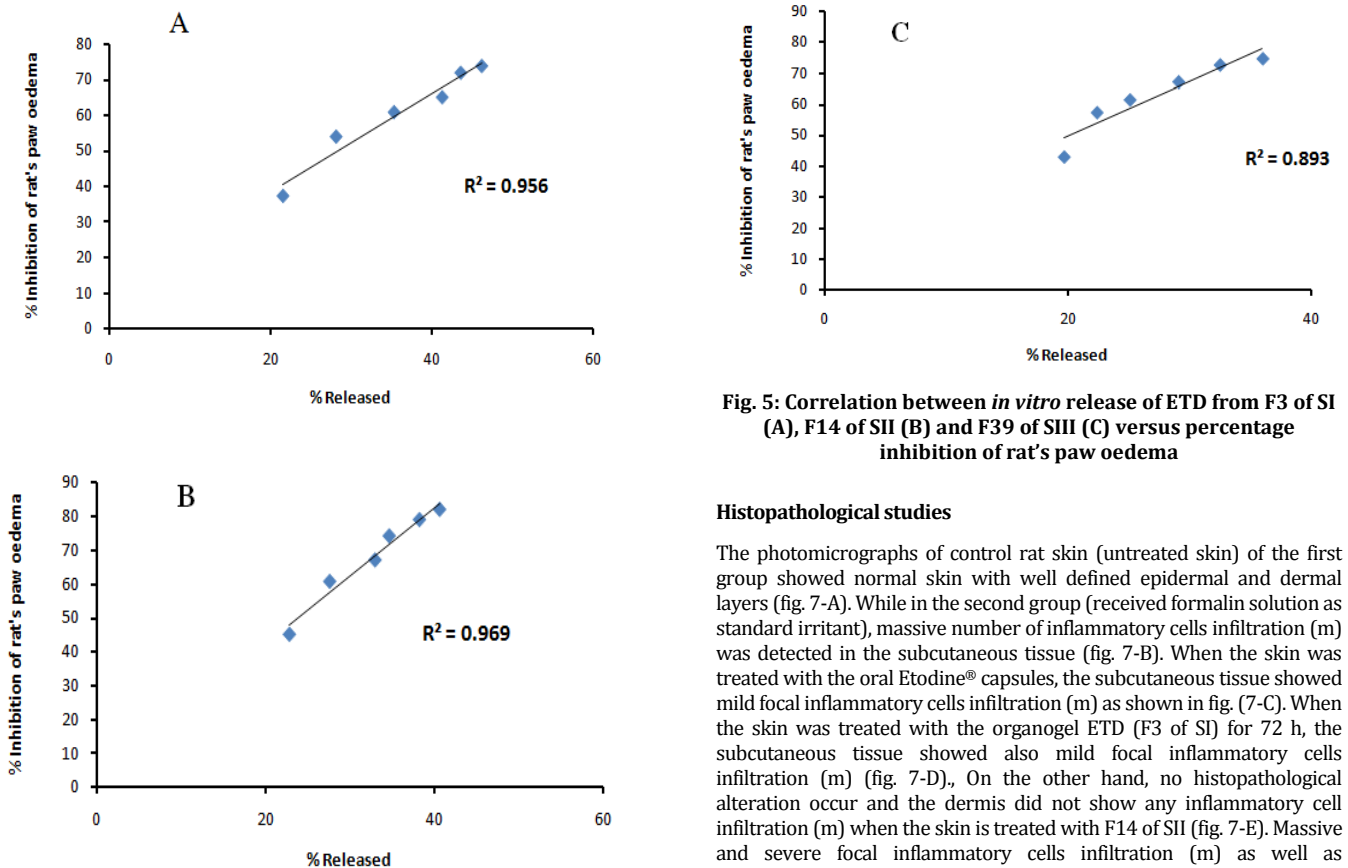 A
80
70
60
50
40
30
20
10
0
0 20 40 60
% Inhibition of rat's paw oedema
R² = 0.956
% Released
B
90
80
70
60
50
40
30
20
10
0
0 20 40 60
% Inhibition of rat's paw oedema
R² = 0.969
% Released
C
90
80
70
60
50
40
30
20
10
0
0 20 40
% Inhibition of rat's paw oedema
R² = 0.893
% Released
Fig. 5: Correlation between in vitro release of ETD from F3 of SI
(A), F14 of SII (B) and F39 of SIII (C) versus percentage
inhibition of rat’s paw oedema
Histopathological studies
The photomicrographs of control rat skin (untreated skin) of the first
group showed normal skin with well defined epidermal and dermal
layers (fig. 7-A). While in the second group (received formalin solution as
standard irritant), massive number of inflammatory cells infiltration (m)
was detected in the subcutaneous tissue (fig. 7-B). When the skin was
treated with the oral Etodine® capsules, the subcutaneous tissue showed
mild focal inflammatory cells infiltration (m) as shown in fig. (7-C). When
the skin was treated with the organogel ETD (F3 of SI) for 72 h, the
subcutaneous tissue showed also mild focal inflammatory cells
infiltration (m) (fig. 7-D)., On the other hand, no histopathological
alteration occur and the dermis did not show any inflammatory cell
infiltration (m) when the skin is treated with F14 of SII (fig. 7-E). Massive
and severe focal inflammatory cells infiltration (m) as well as